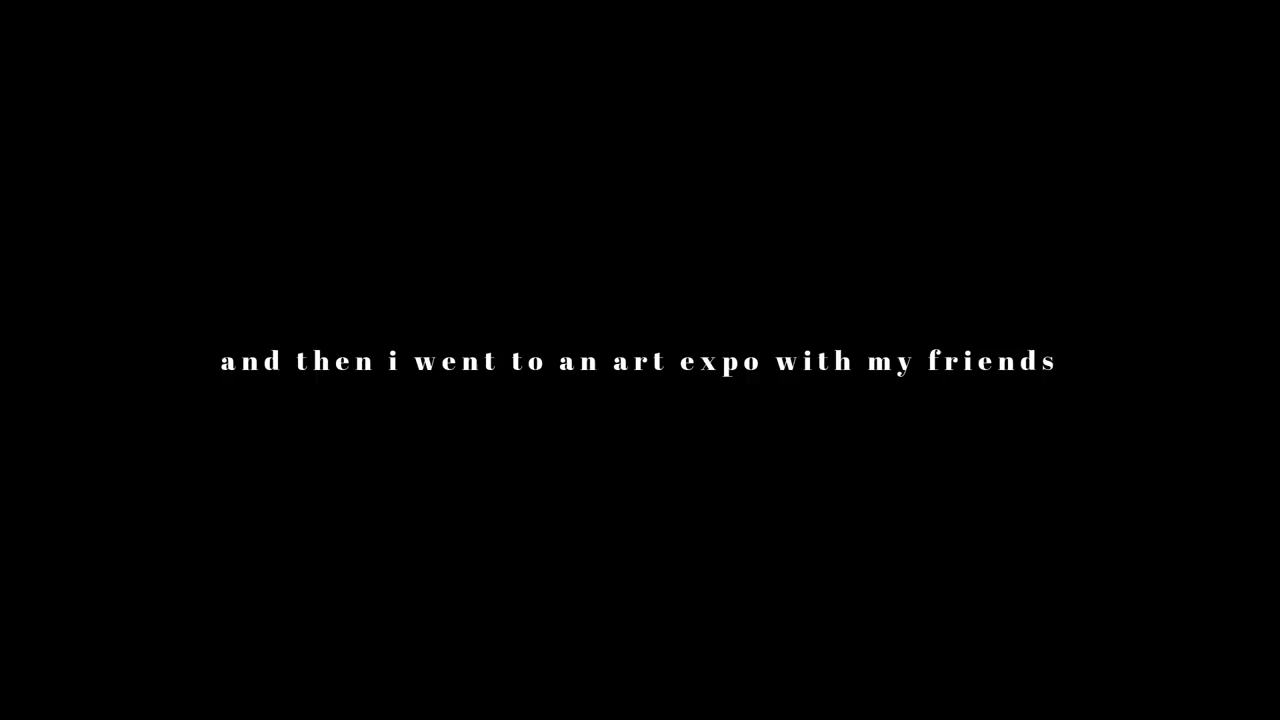 and then i went to an art expo with my friends